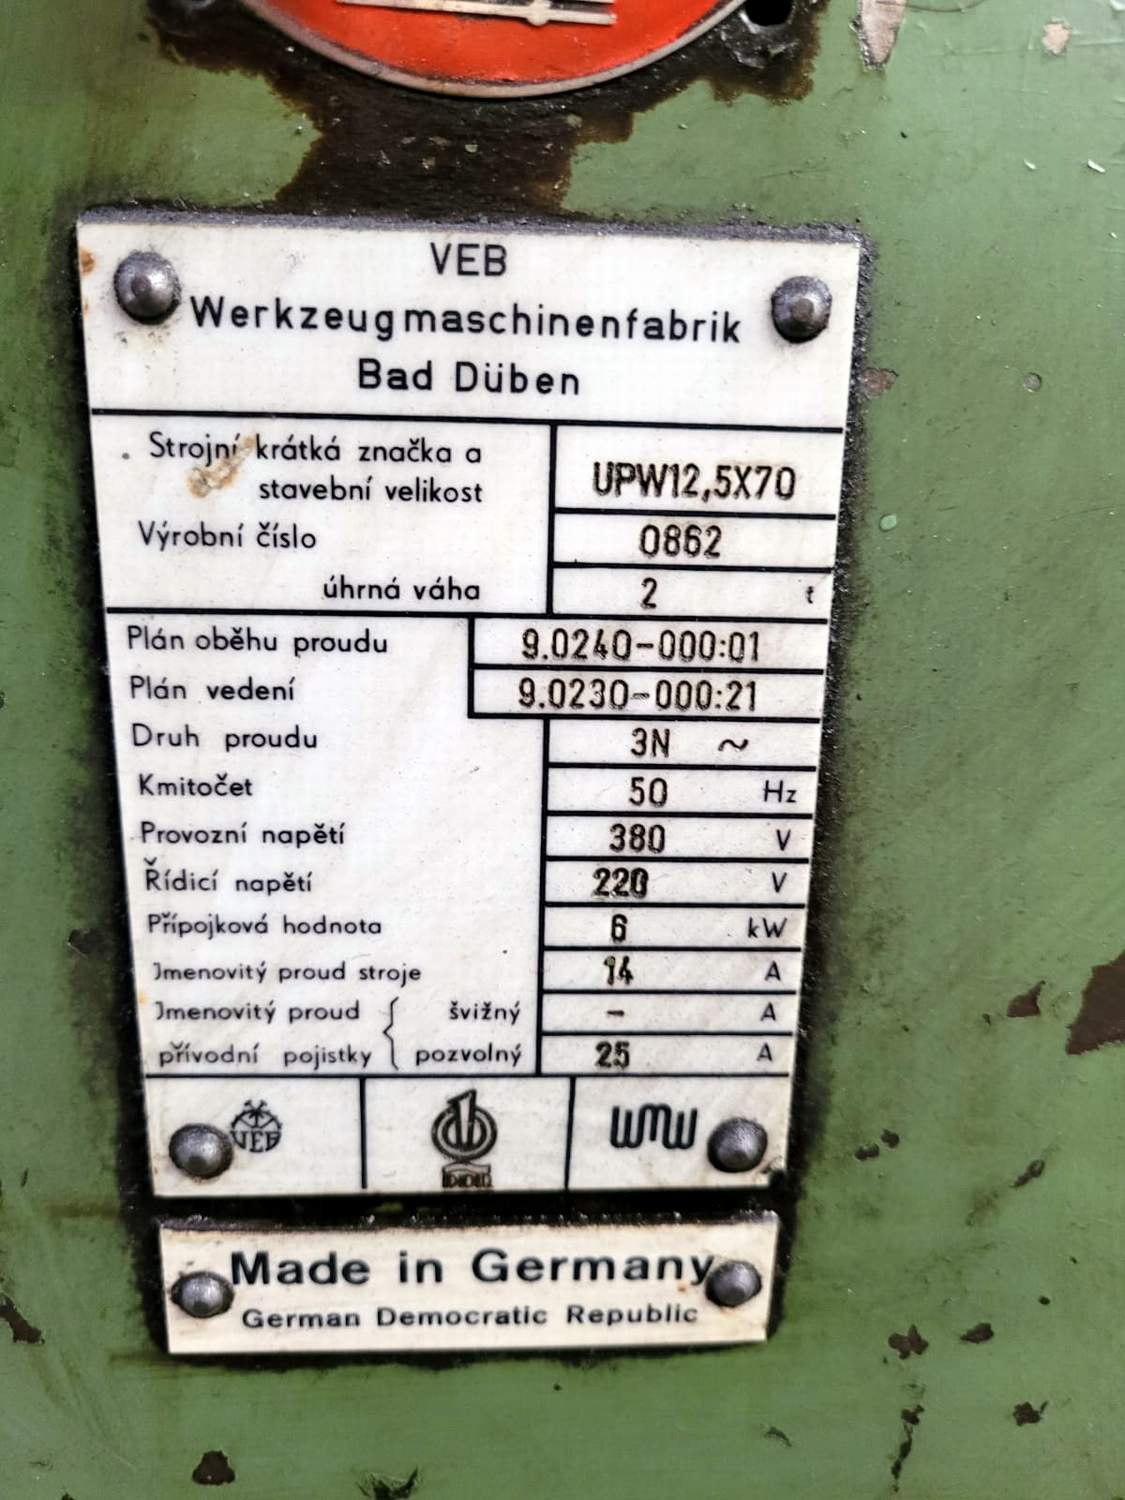 VEB
Werkzeugmaschinenfabrik
Bad Düben
Strojní krátká značka a
stavební velikost UPW12,5X70
Výrobní číslo 0862
úhrná váha 2 t
Plán oběhu proudu 9.0240-000:01
Plán vedení 9.0230-000:21
Druh proudu 3N ~
Kmitočet 50 Hz
Provozní napětí 380 V
Řídicí napětí 220 V
Přípojková hodnota 6 kW
Jmenovitý proud stroje 14 A
Jmenovitý proud { švižný - A
přívodní pojistky { pozvolný 25 A
VEB WMW
Made in Germany
German Democratic Republic